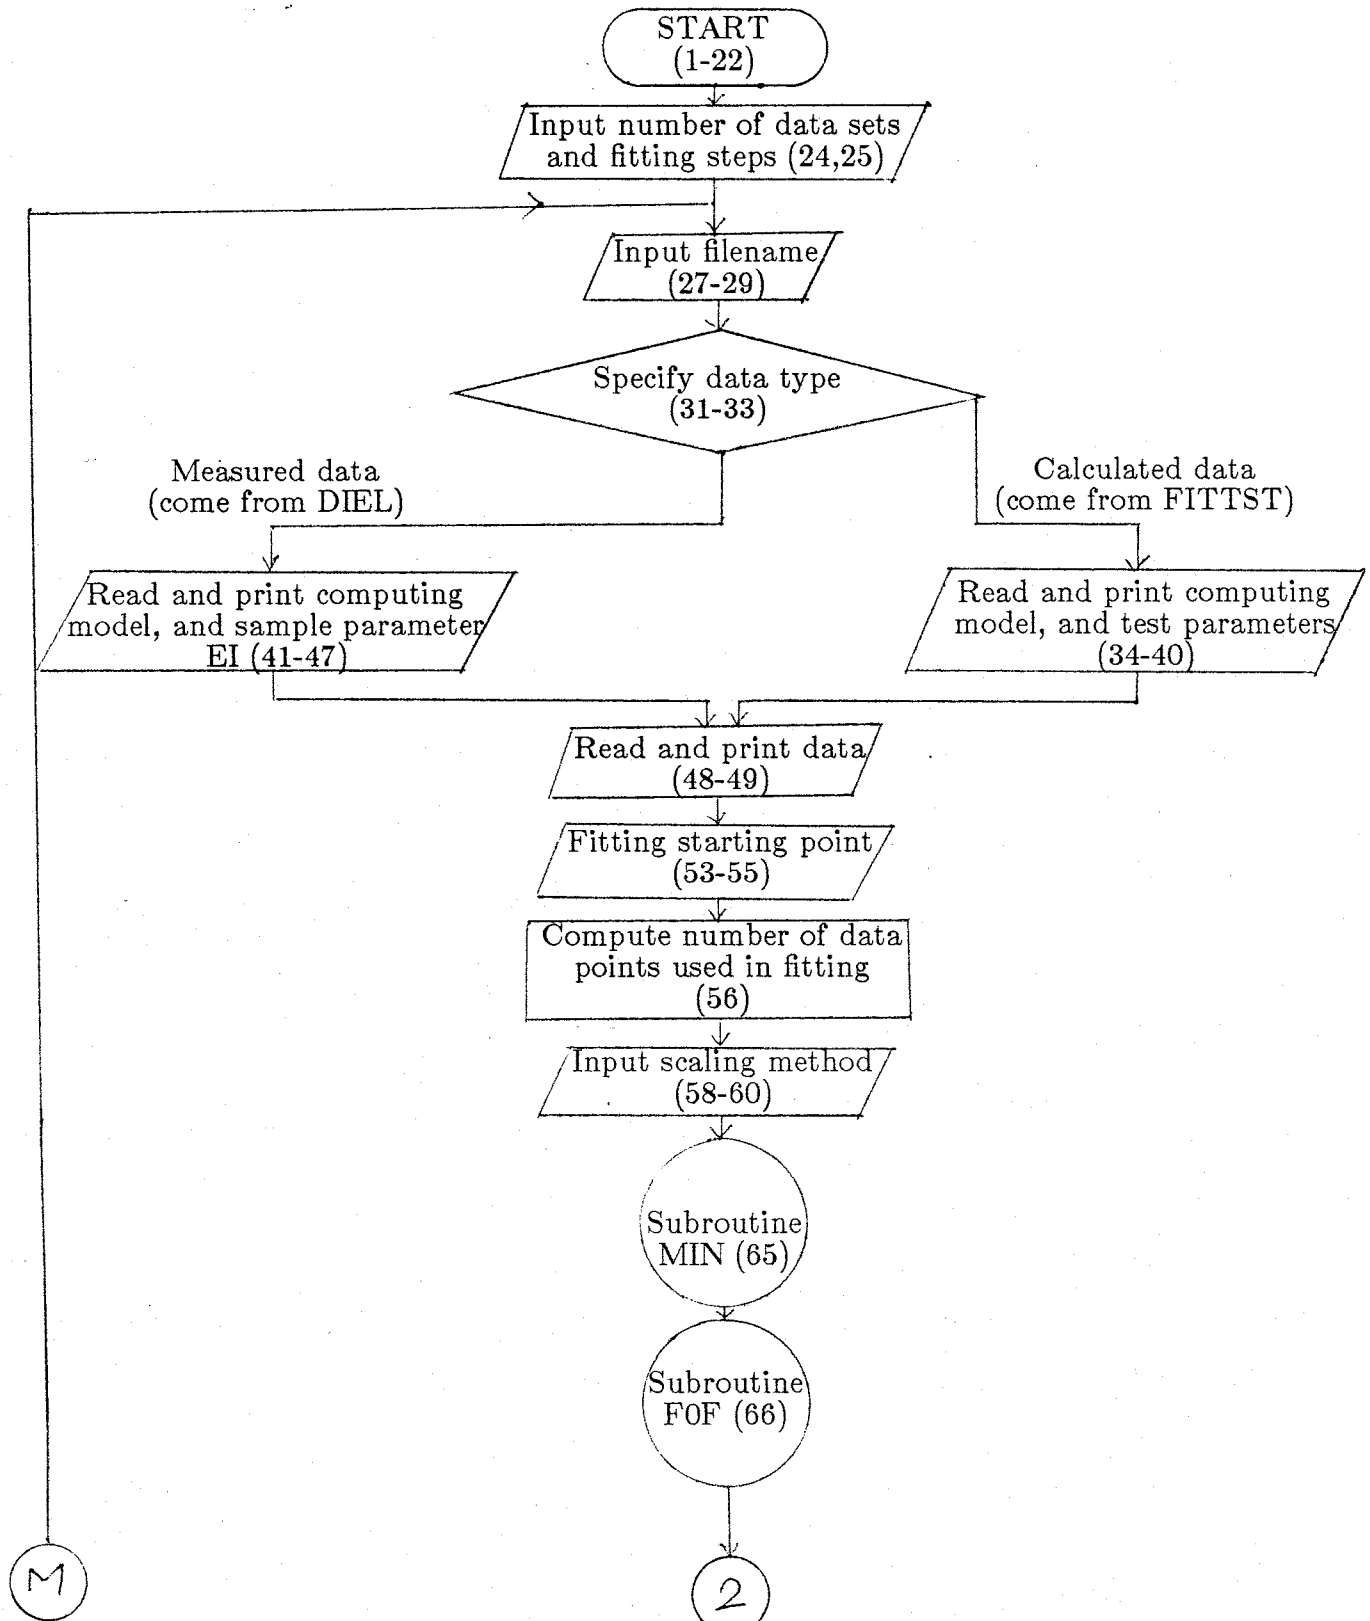 START
(1-22)
Input number of data sets
and fitting steps (24,25)
Input filename
(27-29)
Specify data type
(31-33)
Measured data
(come from DIEL)
Calculated data
(come from FITTST)
Read and print computing
model, and sample parameter
EI (41-47)
Read and print computing
model, and test parameters
(34-40)
Read and print data
(48-49)
Fitting starting point
(53-55)
Compute number of data
points used in fitting
(56)
Input scaling method
(58-60)
Subroutine
MIN (65)
Subroutine
F0F (66)
M
2